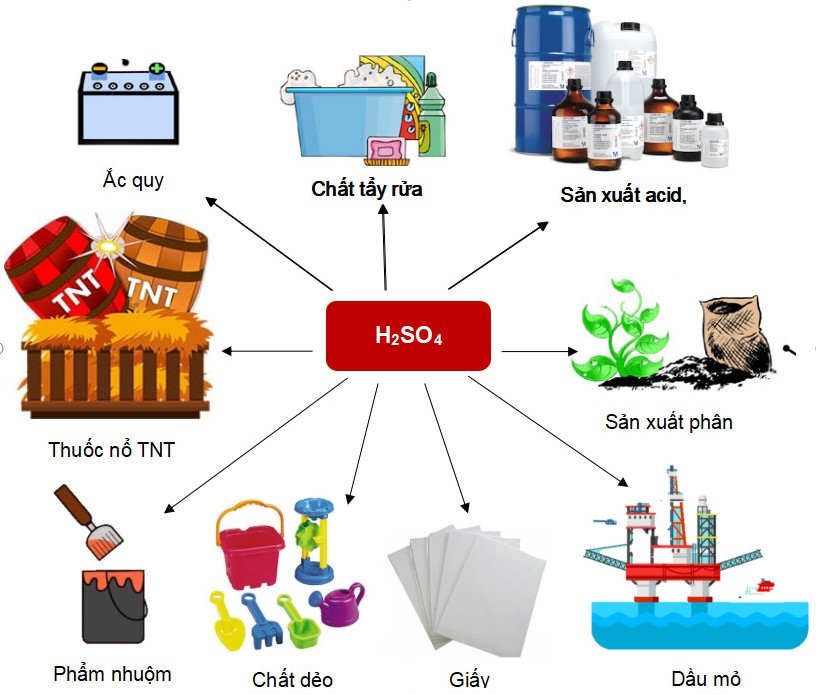 Ắc quy
Chất tẩy rửa
Sản xuất acid,
TNT
TNT
H₂SO₄
Thuốc nổ TNT
Sản xuất phân
Phẩm nhuộm
Chất dẻo
Giấy
Dầu mỏ